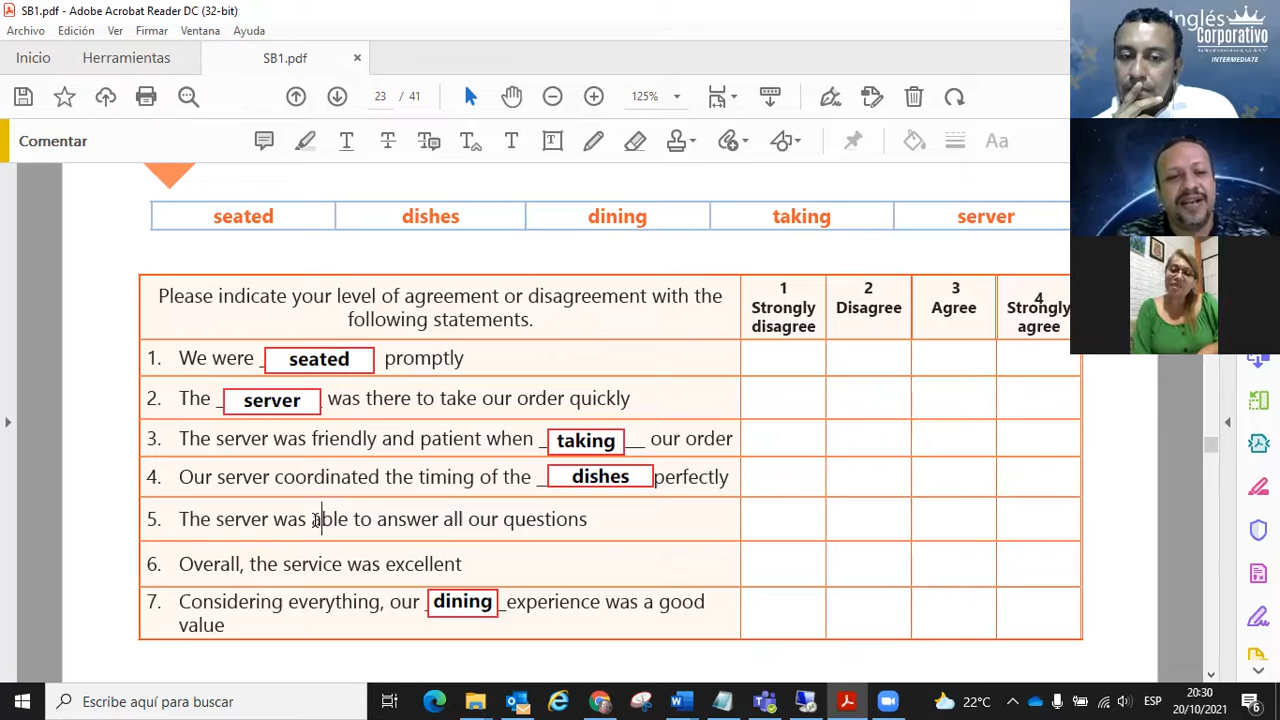 SB1.pdf - Adobe Acrobat Reader DC (32-bit)
Archivo Edición Ver Firmar Ventana Ayuda
Inicio Herramientas SB1.pdf ×
23 / 41 125%
Comentar
Aa
Inglés
Corporativo
INTERMEDIATE
seated dishes dining taking server
Please indicate your level of agreement or disagreement with the
following statements.
1
Strongly
disagree
2
Disagree
3
Agree
4
Strongly
agree
1. We were _ seated promptly
2. The _ server was there to take our order quickly
3. The server was friendly and patient when _ taking __ our order
4. Our server coordinated the timing of the _ dishes perfectly
5. The server was able to answer all our questions
6. Overall, the service was excellent
7. Considering everything, our _ dining _experience was a good
value
Escribe aquí para buscar
22°C
ESP
20:30
20/10/2021
6